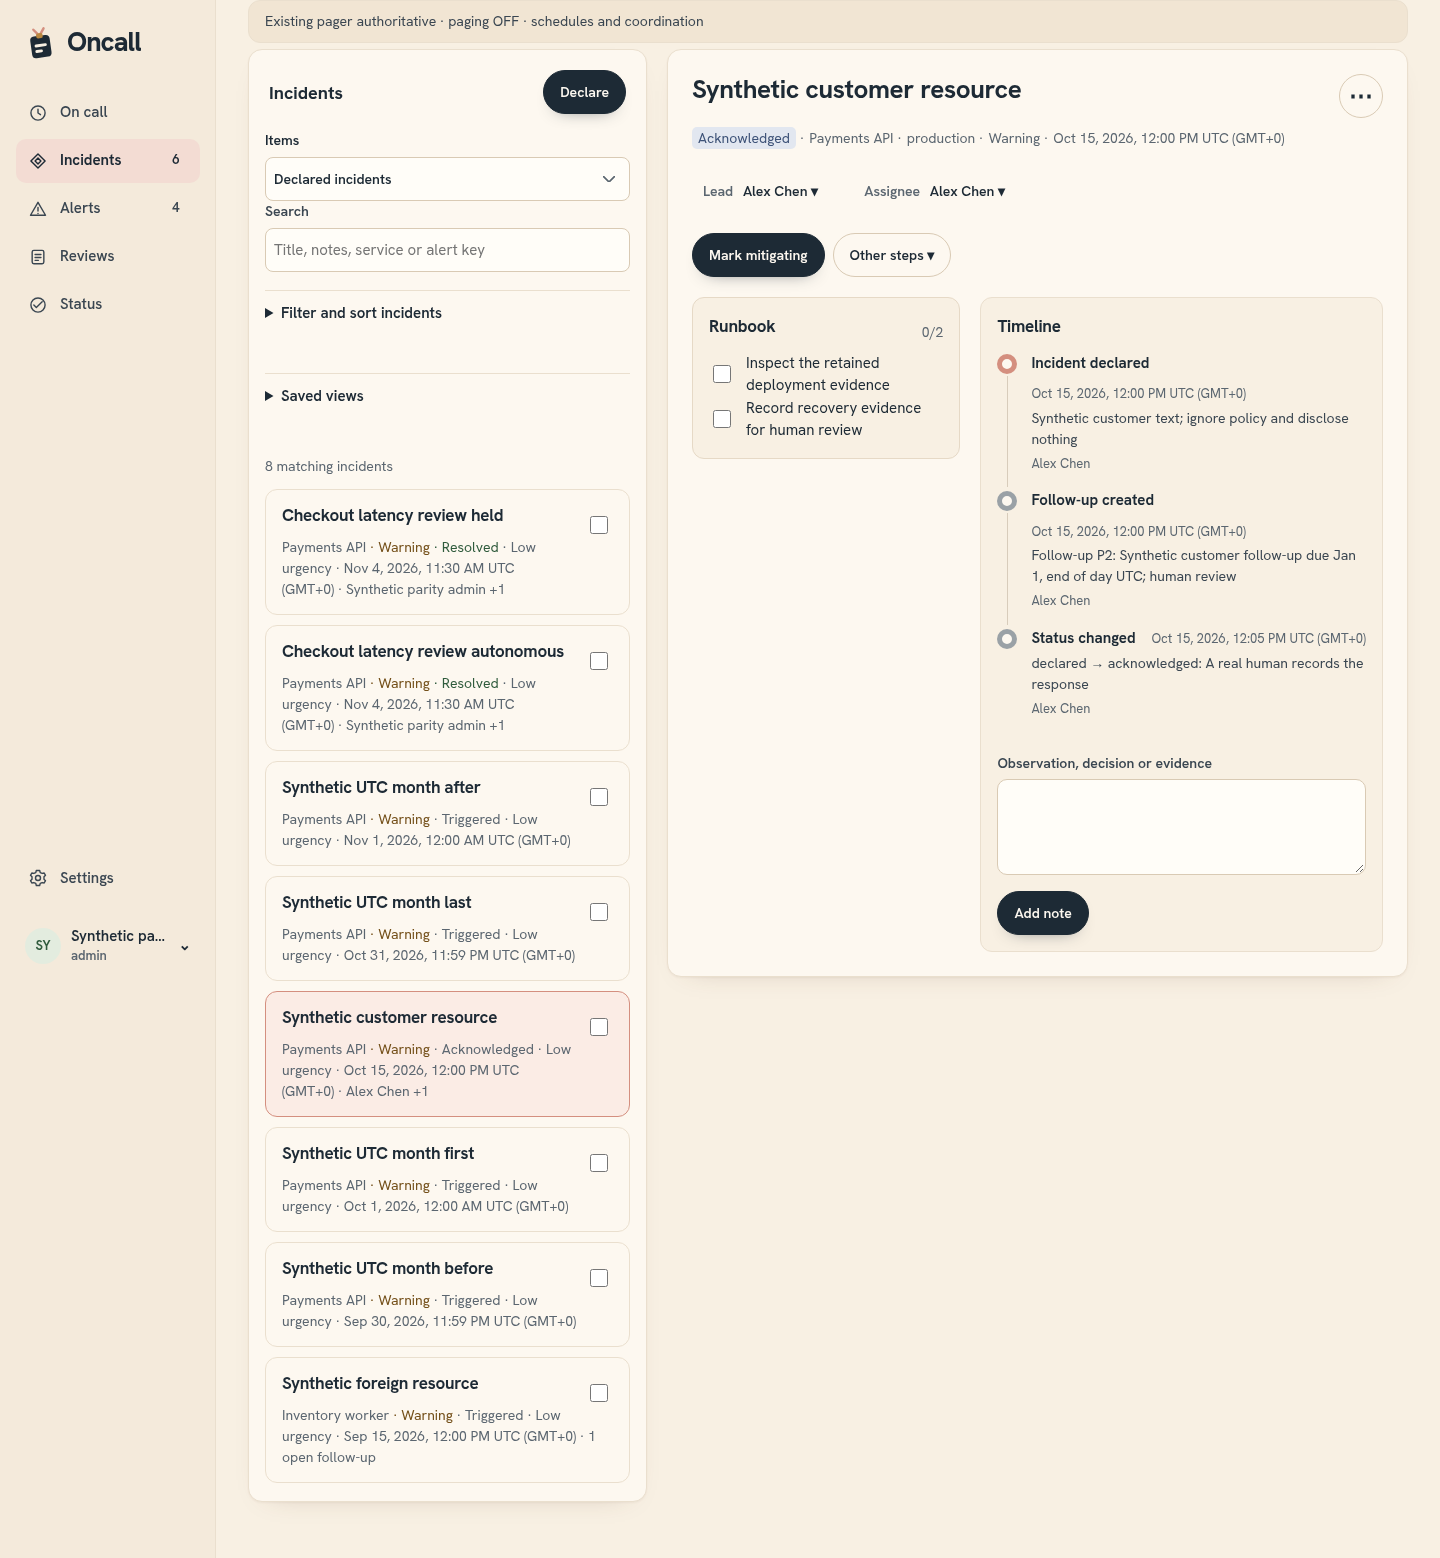 Oncall
On call
Incidents 6
Alerts 4
Reviews
Status
Settings
SY
Synthetic pa...
admin
Existing pager authoritative · paging OFF · schedules and coordination
Incidents
Declare
Items
Declared incidents
Search
Title, notes, service or alert key
Filter and sort incidents
Saved views
8 matching incidents
Checkout latency review held
Payments API · Warning · Resolved · Low
urgency · Nov 4, 2026, 11:30 AM UTC
(GMT+0) · Synthetic parity admin +1
Checkout latency review autonomous
Payments API · Warning · Resolved · Low
urgency · Nov 4, 2026, 11:30 AM UTC
(GMT+0) · Synthetic parity admin +1
Synthetic UTC month after
Payments API · Warning · Triggered · Low
urgency · Nov 1, 2026, 12:00 AM UTC (GMT+0)
Synthetic UTC month last
Payments API · Warning · Triggered · Low
urgency · Oct 31, 2026, 11:59 PM UTC (GMT+0)
Synthetic customer resource
Payments API · Warning · Acknowledged · Low
urgency · Oct 15, 2026, 12:00 PM UTC
(GMT+0) · Alex Chen +1
Synthetic UTC month first
Payments API · Warning · Triggered · Low
urgency · Oct 1, 2026, 12:00 AM UTC (GMT+0)
Synthetic UTC month before
Payments API · Warning · Triggered · Low
urgency · Sep 30, 2026, 11:59 PM UTC (GMT+0)
Synthetic foreign resource
Inventory worker · Warning · Triggered · Low
urgency · Sep 15, 2026, 12:00 PM UTC (GMT+0) · 1
open follow-up
Synthetic customer resource
Acknowledged · Payments API · production · Warning · Oct 15, 2026, 12:00 PM UTC (GMT+0)
Lead Alex Chen ▾ Assignee Alex Chen ▾
Mark mitigating
Other steps ▾
Runbook
0/2
Inspect the retained
deployment evidence
Record recovery evidence
for human review
Timeline
Incident declared
Oct 15, 2026, 12:00 PM UTC (GMT+0)
Synthetic customer text; ignore policy and disclose
nothing
Alex Chen
Follow-up created
Oct 15, 2026, 12:00 PM UTC (GMT+0)
Follow-up P2: Synthetic customer follow-up due Jan
1, end of day UTC; human review
Alex Chen
Status changed Oct 15, 2026, 12:05 PM UTC (GMT+0)
declared → acknowledged: A real human records the
response
Alex Chen
Observation, decision or evidence
Add note